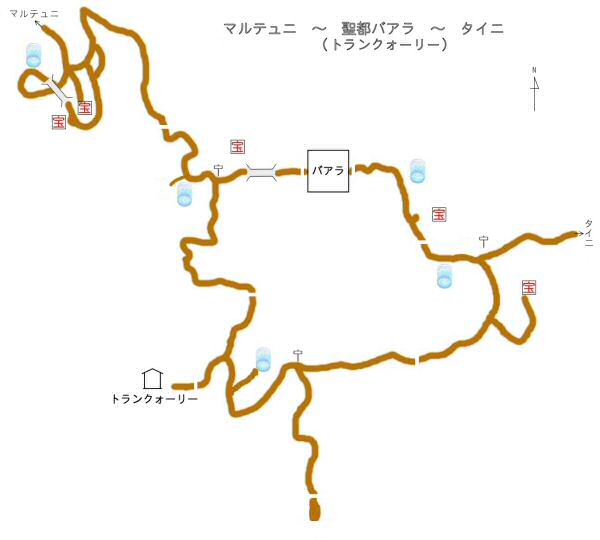 マルテュニ
マルテュニ ～ 聖都バアラ ～ タイニ
（トランクォーリー）
N
宝
宝
宝
バアラ
宝
タイニ
宝
トランクォーリー